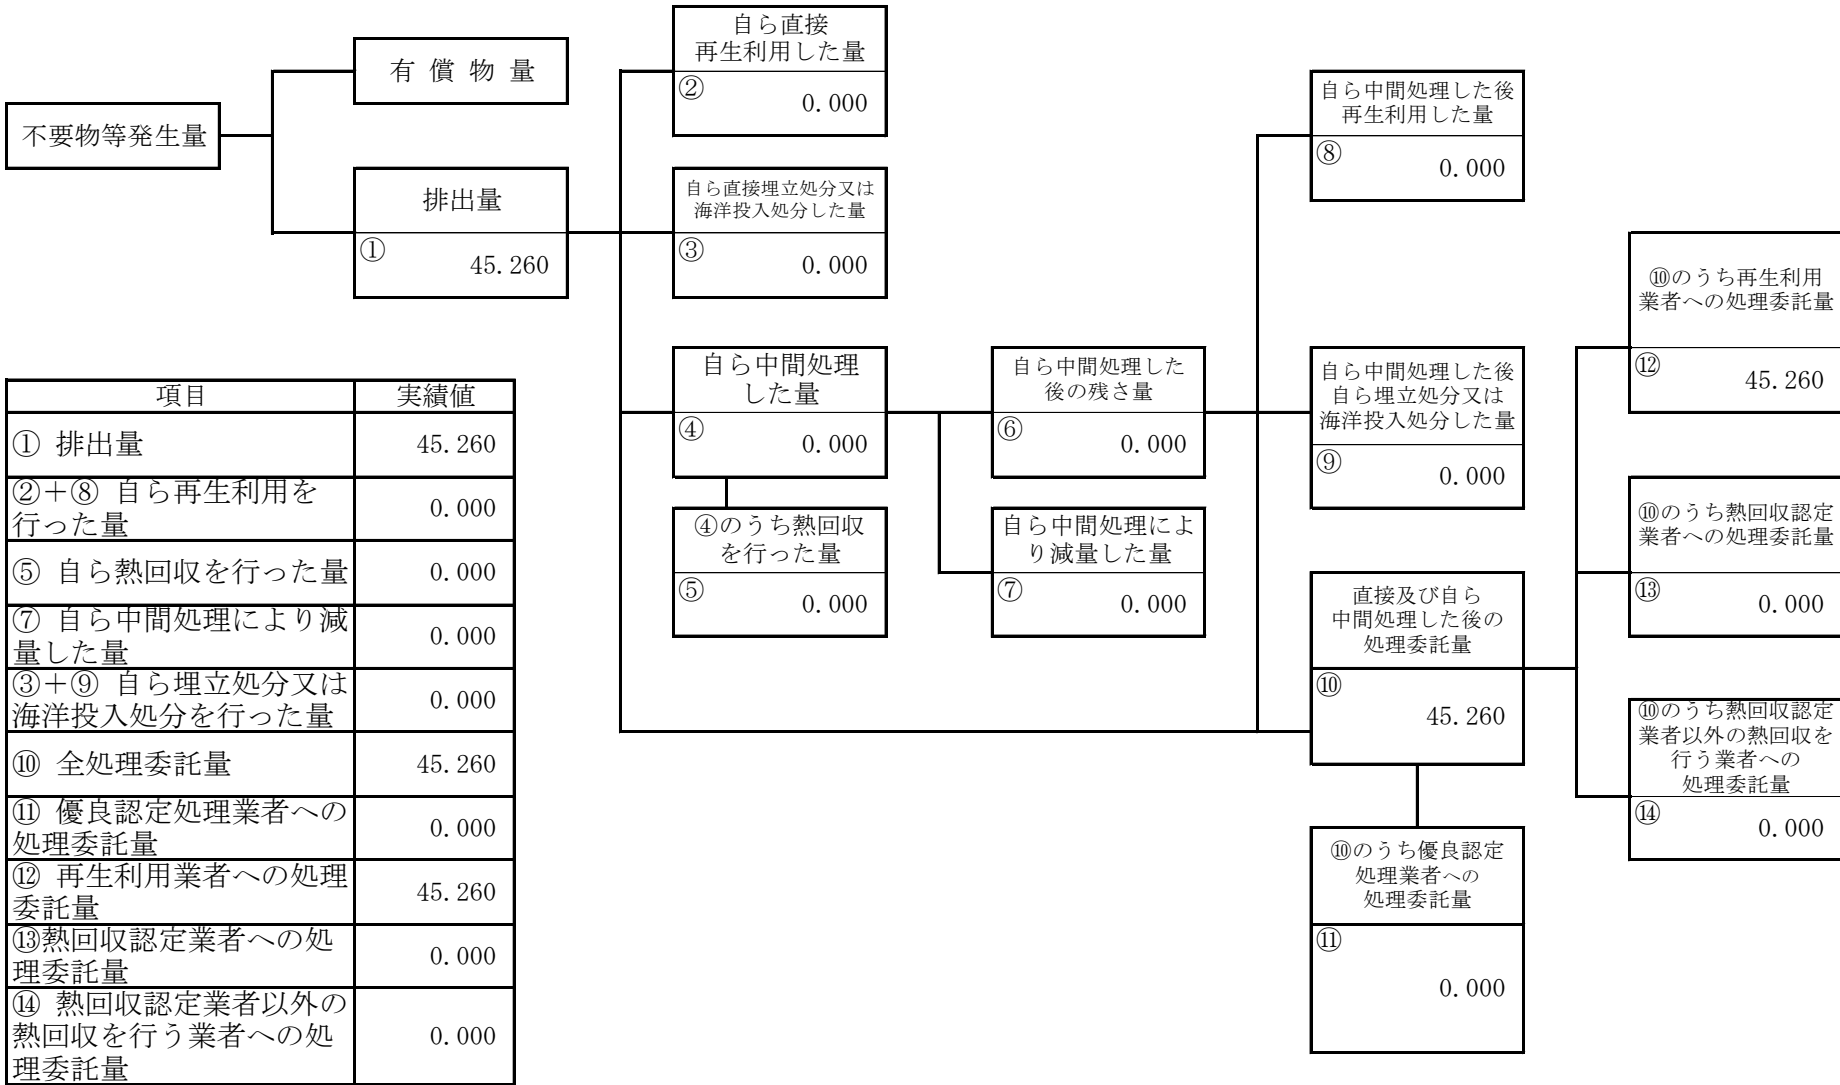 有 償 物 量
不要物等発生量
排出量
①
45.260
自ら直接
再生利用した量
②
0.000
自ら直接埋立処分又は
海洋投入処分した量
③
0.000
自ら中間処理
した量
④
0.000
④のうち熱回収
を行った量
⑤
0.000
自ら中間処理した
後の残さ量
⑥
0.000
自ら中間処理によ
り減量した量
⑦
0.000
自ら中間処理した後
再生利用した量
⑧
0.000
自ら中間処理した後
自ら埋立処分又は
海洋投入処分した量
⑨
0.000
直接及び自ら
中間処理した後の
処理委託量
⑩
45.260
⑩のうち優良認定
処理業者への
処理委託量
⑪
0.000
⑩のうち再生利用
業者への処理委託量
⑫
45.260
⑩のうち熱回収認定
業者への処理委託量
⑬
0.000
⑩のうち熱回収認定
業者以外の熱回収を
行う業者への
処理委託量
⑭
0.000
項目 実績値
① 排出量 45.260
②＋⑧ 自ら再生利用を
行った量 0.000
⑤ 自ら熱回収を行った量 0.000
⑦ 自ら中間処理により減
量した量 0.000
③＋⑨ 自ら埋立処分又は
海洋投入処分を行った量 0.000
⑩ 全処理委託量 45.260
⑪ 優良認定処理業者への
処理委託量 0.000
⑫ 再生利用業者への処理
委託量 45.260
⑬熱回収認定業者への処
理委託量 0.000
⑭ 熱回収認定業者以外の
熱回収を行う業者への処
理委託量 0.000